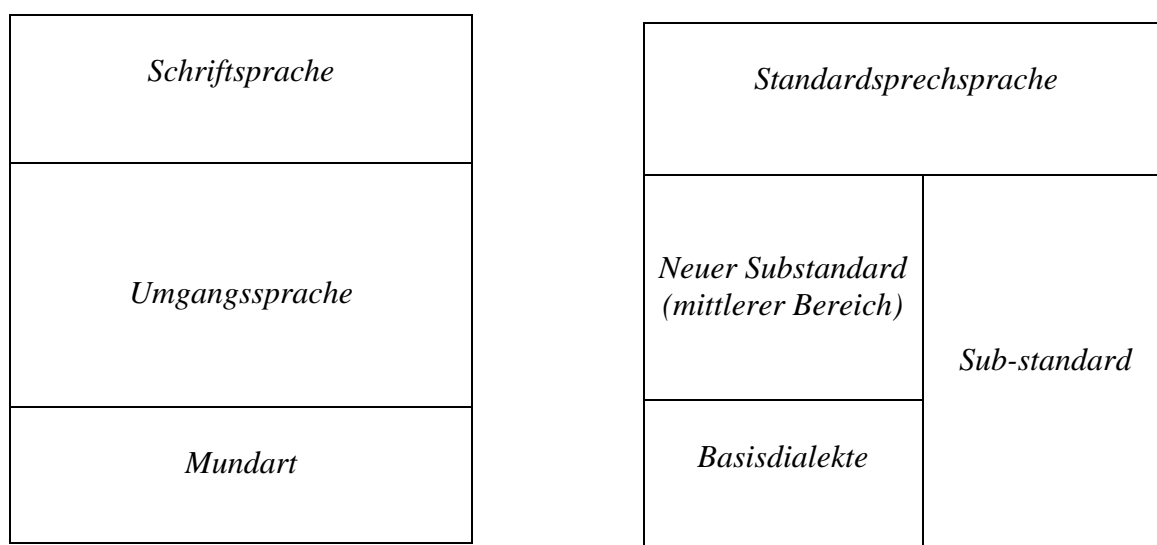 Schriftsprache
Umgangssprache
Mundart
Standardsprechsprache
Neuer Substandard
(mittlerer Bereich)
Sub-standard
Basisdialekte